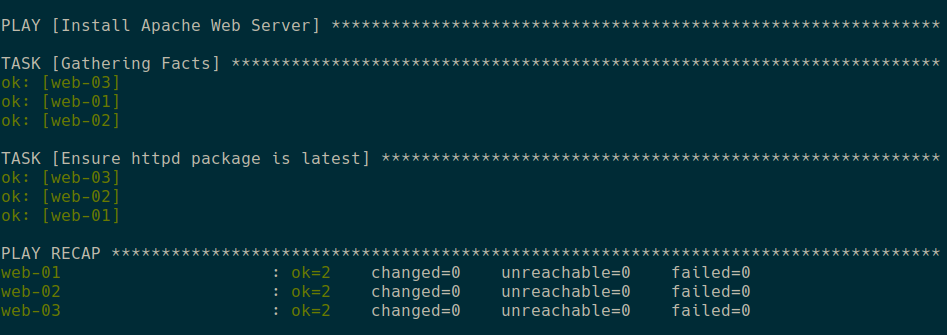 PLAY [Install Apache Web Server] *************************************************************
TASK [Gathering Facts] ***********************************************************************
ok: [web-03]
ok: [web-01]
ok: [web-02]
TASK [Ensure httpd package is latest] ********************************************************
ok: [web-03]
ok: [web-02]
ok: [web-01]
PLAY RECAP ***********************************************************************************
web-01                     : ok=2    changed=0    unreachable=0    failed=0
web-02                     : ok=2    changed=0    unreachable=0    failed=0
web-03                     : ok=2    changed=0    unreachable=0    failed=0